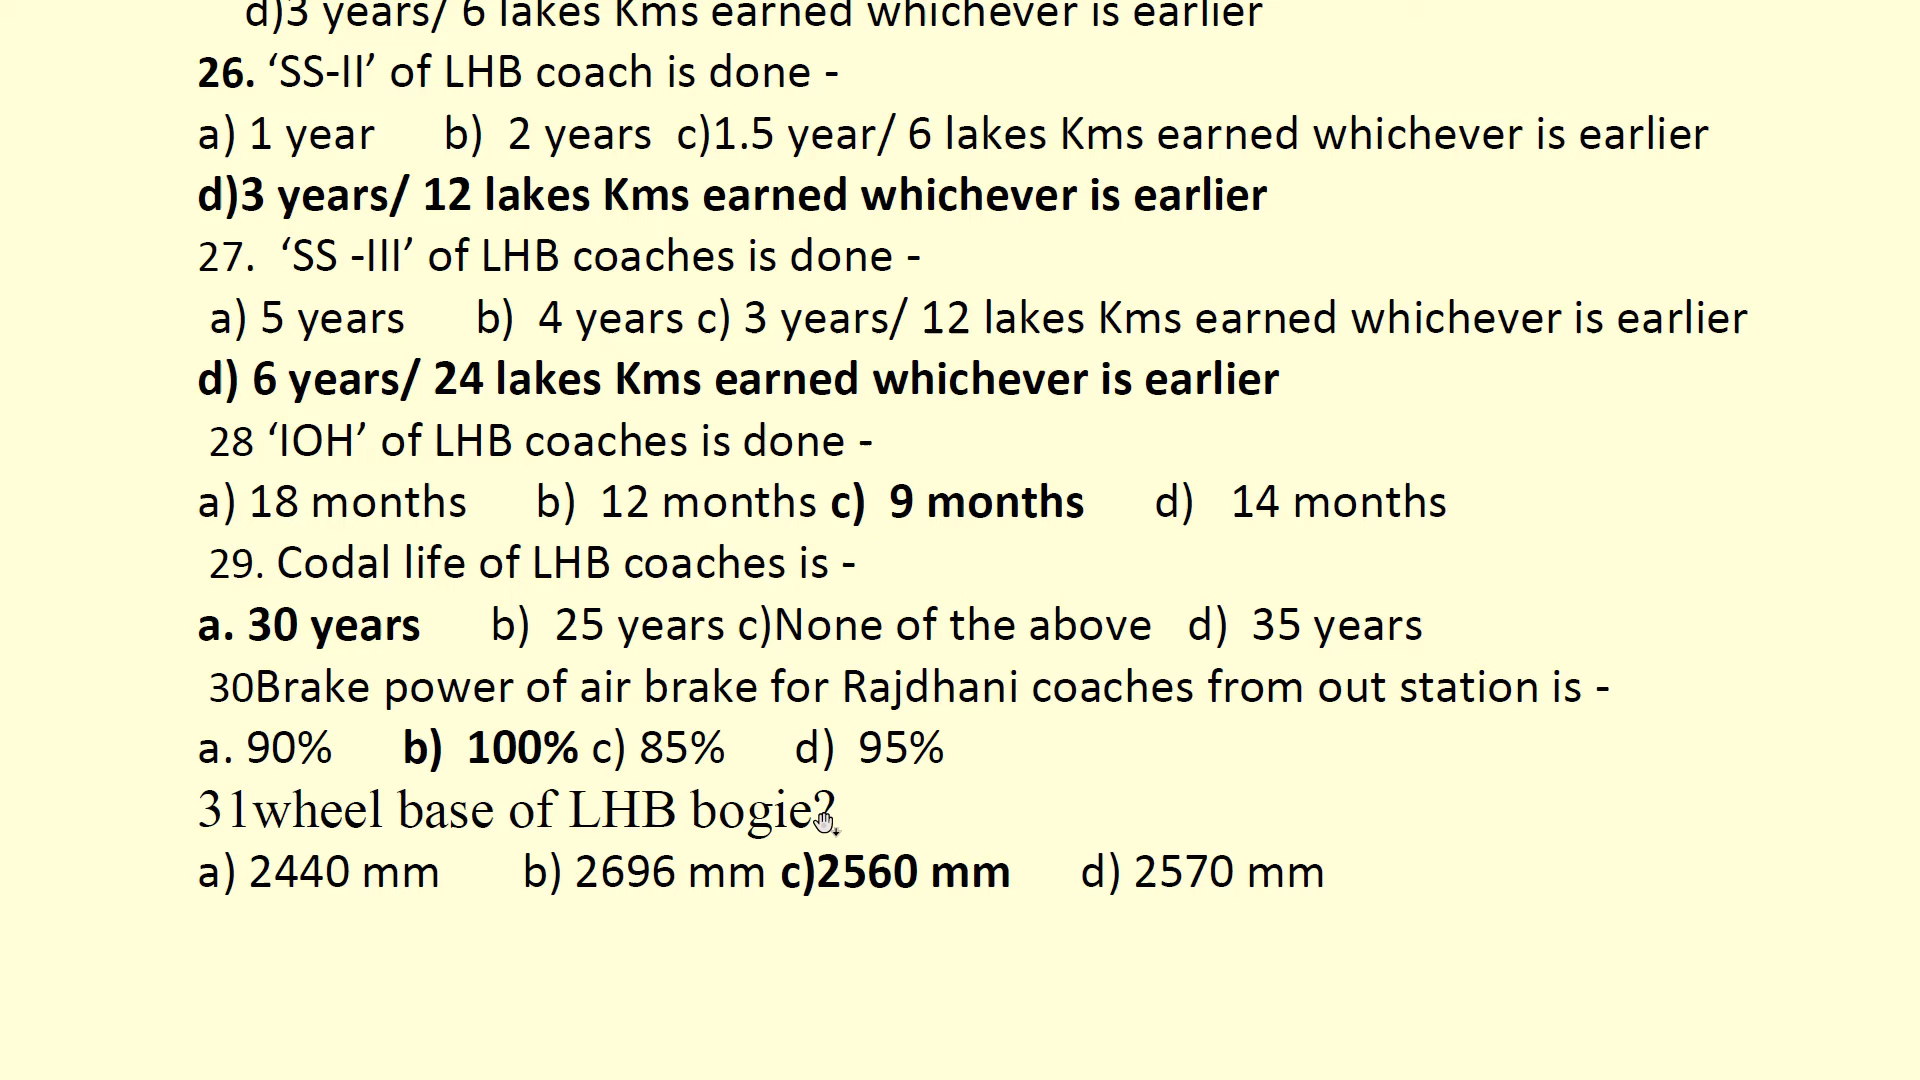 d)3 years/ 6 lakes Kms earned whichever is earlier
26. ‘SS-II’ of LHB coach is done -
a) 1 year b) 2 years c)1.5 year/ 6 lakes Kms earned whichever is earlier
d)3 years/ 12 lakes Kms earned whichever is earlier
27. ‘SS -III’ of LHB coaches is done -
a) 5 years b) 4 years c) 3 years/ 12 lakes Kms earned whichever is earlier
d) 6 years/ 24 lakes Kms earned whichever is earlier
28 ‘IOH’ of LHB coaches is done -
a) 18 months b) 12 months c) 9 months d) 14 months
29. Codal life of LHB coaches is -
a. 30 years b) 25 years c)None of the above d) 35 years
30Brake power of air brake for Rajdhani coaches from out station is -
a. 90% b) 100% c) 85% d) 95%
31wheel base of LHB bogie?
a) 2440 mm b) 2696 mm c)2560 mm d) 2570 mm